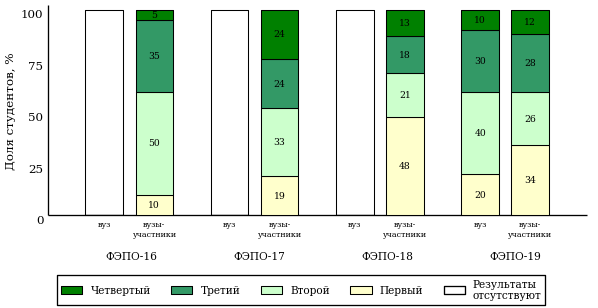 Доля студентов, %
100
75
50
25
0
5
35
50
10
24
24
33
19
13
18
21
48
10
30
40
20
12
28
26
34
вуз
вузы-
участники
вуз
вузы-
участники
вуз
вузы-
участники
вуз
вузы-
участники
ФЭПО-16
ФЭПО-17
ФЭПО-18
ФЭПО-19
Четвертый
Третий
Второй
Первый
Результаты
отсутствуют